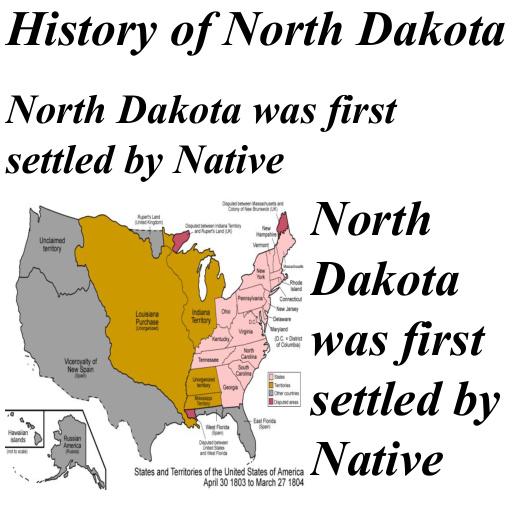 History of North Dakota
North Dakota was first
settled by Native
North
Dakota
was first
settled by
Native
Disputed between Massachusetts and
Colony of New Brunswick (UK)
Rupert's Land
(United Kingdom)
Disputed between Indiana Territory
and Rupert's Land (UK)
New
Hampshire
Vermont
Massachusetts
Unclaimed
territory
New
York
Rhode
Island
Connecticut
Pennsylvania
New Jersey
Louisiana
Purchase
(Unorganized)
Indiana
Territory
Ohio
D.C.
Delaware
Maryland
(D.C. = District
of Columbia)
Virginia
Kentucky
Viceroyalty of
New Spain
(Spain)
North
Carolina
Tennessee
South
Carolina
Unorganized
territory
Georgia
Mississippi
Territory
States
Territories
Other countries
Disputed areas
West Florida
(Spain)
East Florida
(Spain)
Disputed
between US
and West Florida
Hawaiian
islands
(not to scale)
Russian
America
(Russia)
States and Territories of the United States of America
April 30 1803 to March 27 1804